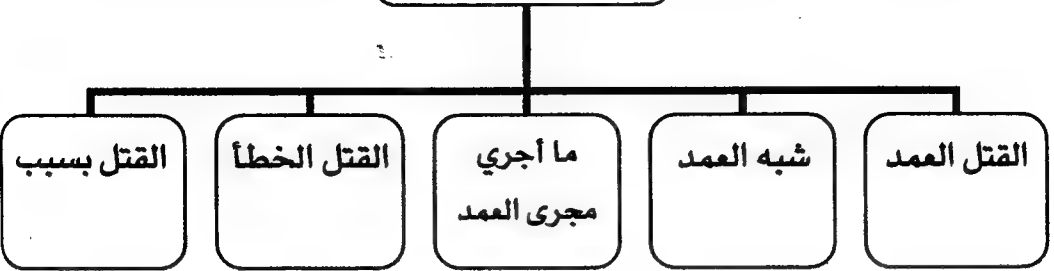 القتل العمد
شبه العمد
ما أجري
مجرى العمد
القتل الخطأ
القتل بسبب